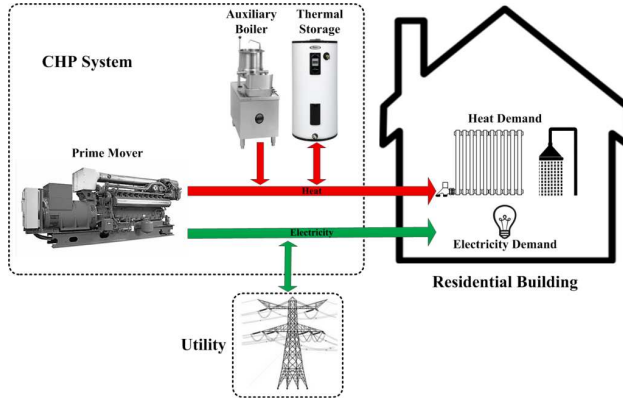 Auxiliary
Boiler
Thermal
Storage
CHP System
Heat Demand
Prime Mover
Heat
Electricity
Electricity Demand
Residential Building
Utility